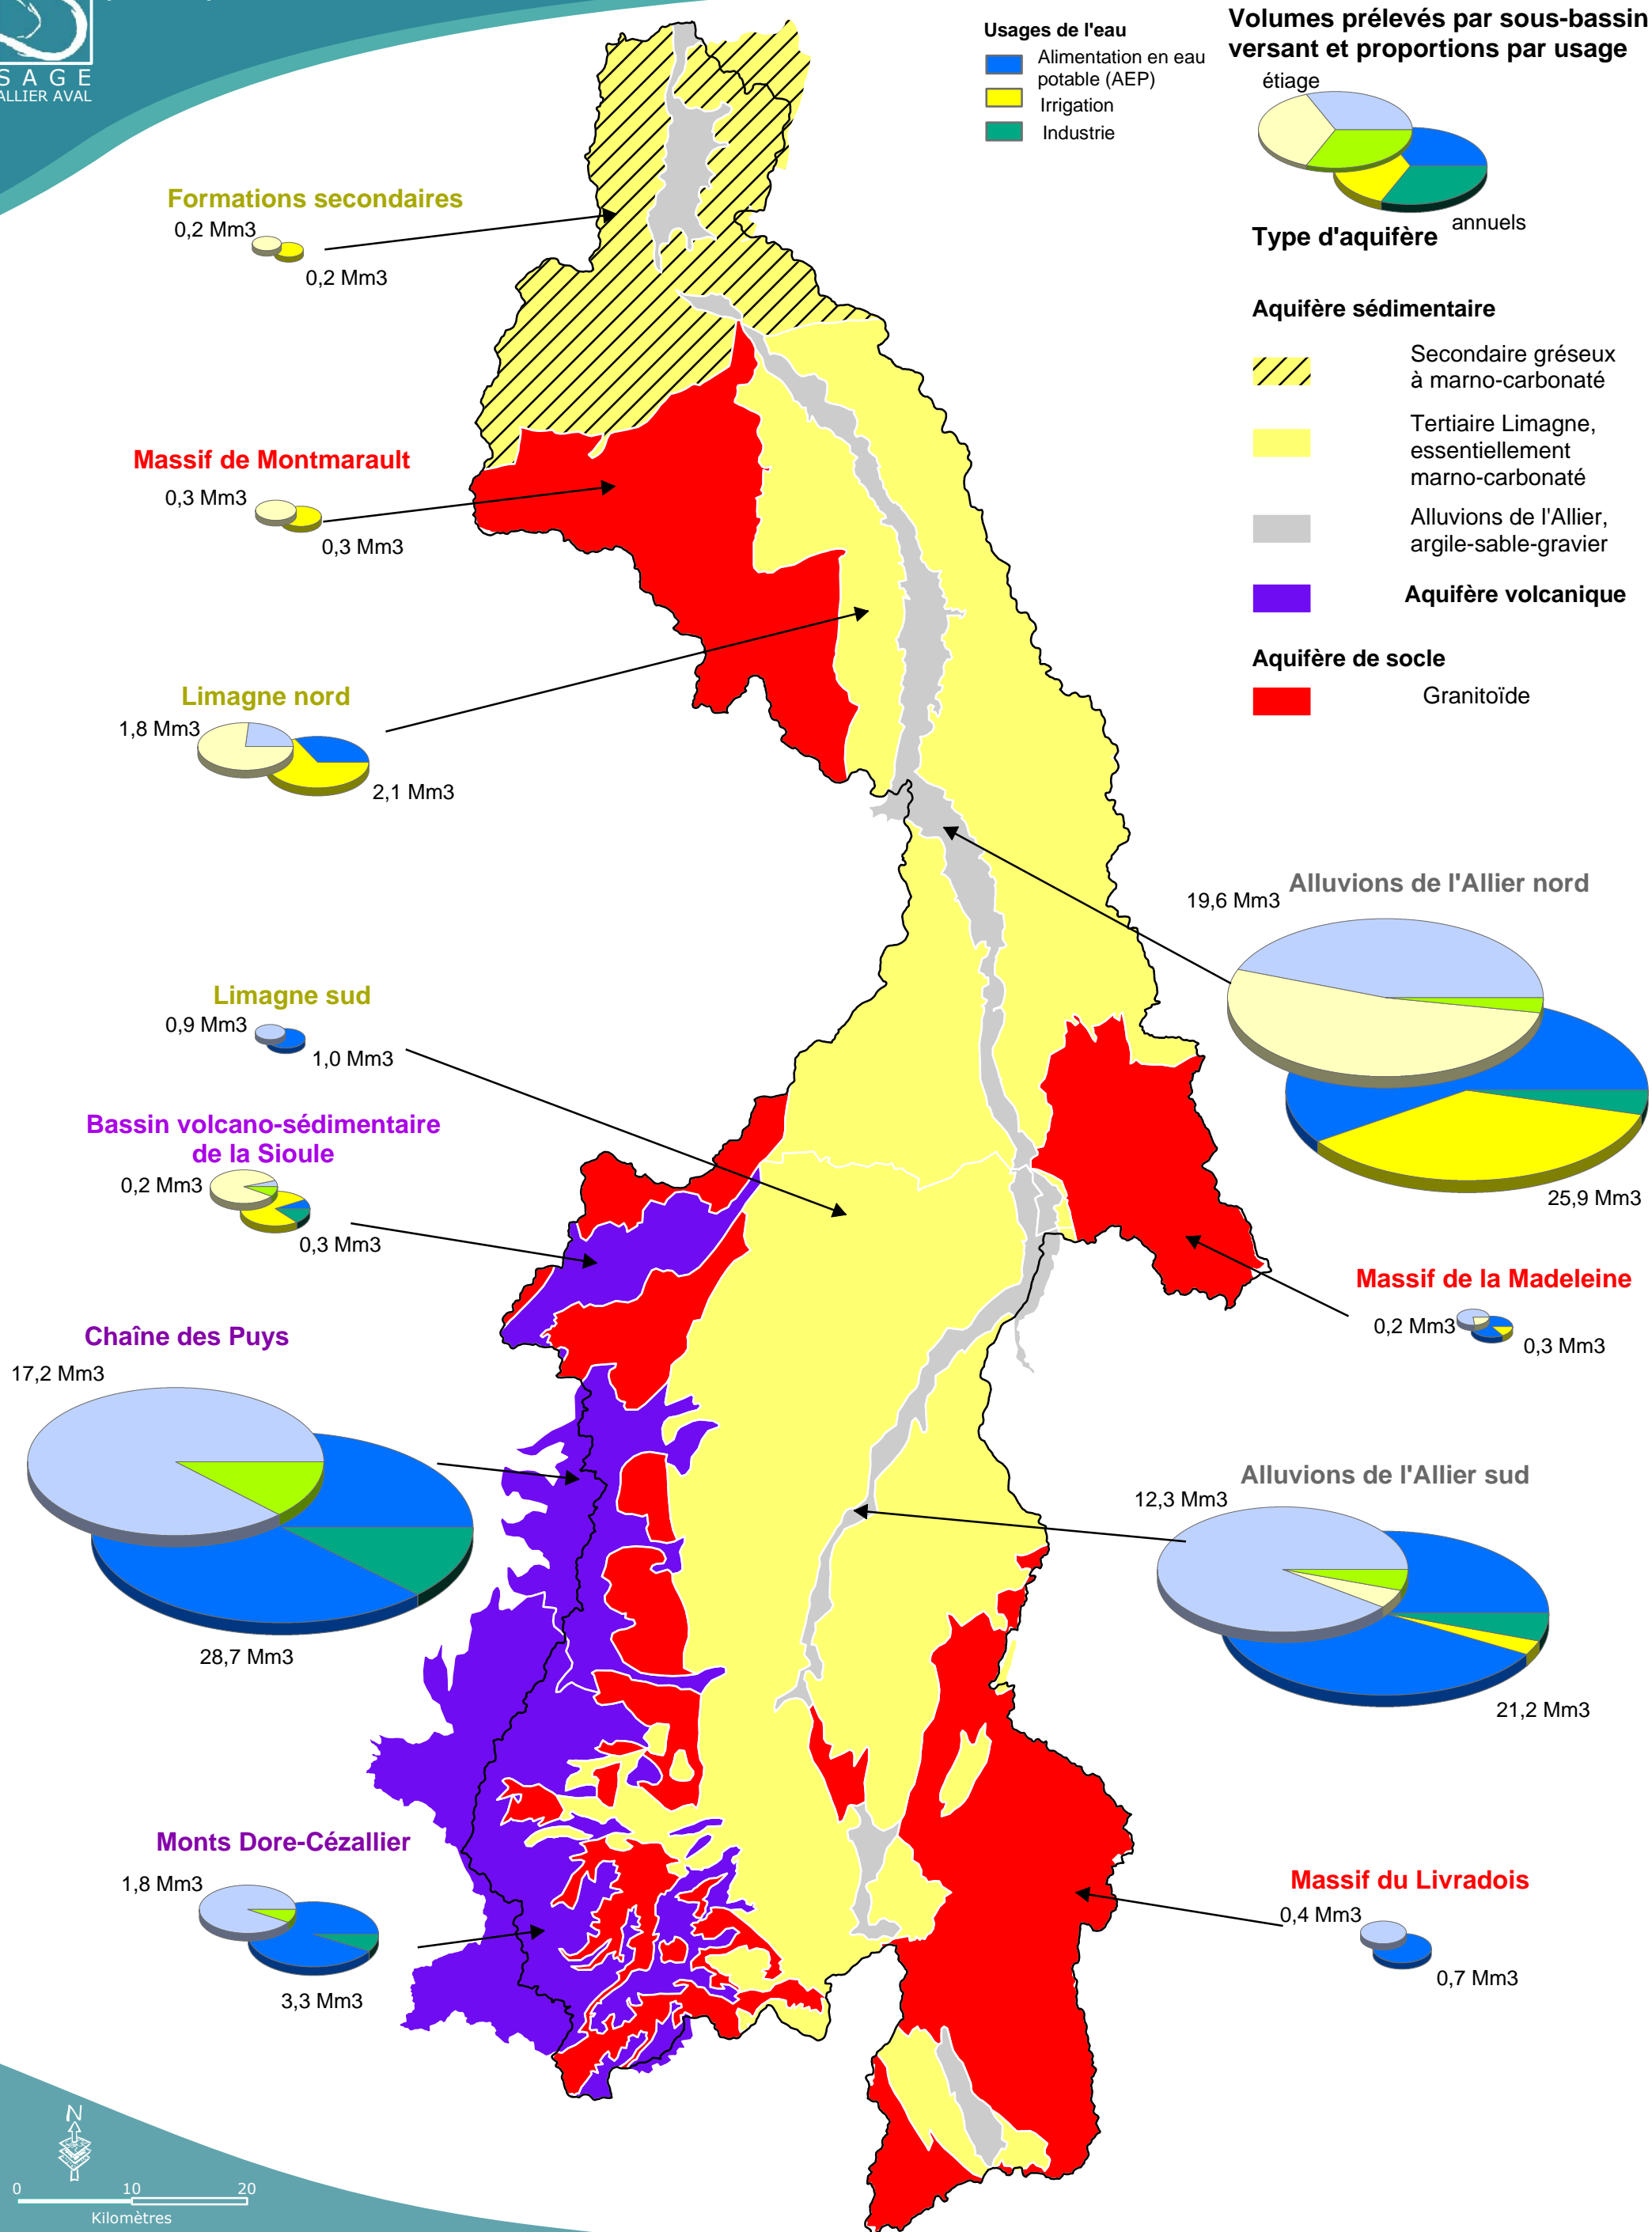 S A G E
ALLIER AVAL
Usages de l'eau
Alimentation en eau
potable (AEP)
Irrigation
Industrie
Volumes prélevés par sous-bassin
versant et proportions par usage
étiage
annuels
Type d'aquifère
Aquifère sédimentaire
Secondaire gréseux
à marno-carbonaté
Tertiaire Limagne,
essentiellement
marno-carbonaté
Alluvions de l'Allier,
argile-sable-gravier
Aquifère volcanique
Aquifère de socle
Granitoïde
Formations secondaires
0,2 Mm3
0,2 Mm3
Massif de Montmarault
0,3 Mm3
0,3 Mm3
Limagne nord
1,8 Mm3
2,1 Mm3
Alluvions de l'Allier nord
19,6 Mm3
25,9 Mm3
Limagne sud
0,9 Mm3
1,0 Mm3
Bassin volcano-sédimentaire
de la Sioule
0,2 Mm3
0,3 Mm3
Massif de la Madeleine
0,2 Mm3
0,3 Mm3
Chaîne des Puys
17,2 Mm3
28,7 Mm3
Alluvions de l'Allier sud
12,3 Mm3
21,2 Mm3
Monts Dore-Cézallier
1,8 Mm3
3,3 Mm3
Massif du Livradois
0,4 Mm3
0,7 Mm3
N
0 10 20
Kilomètres